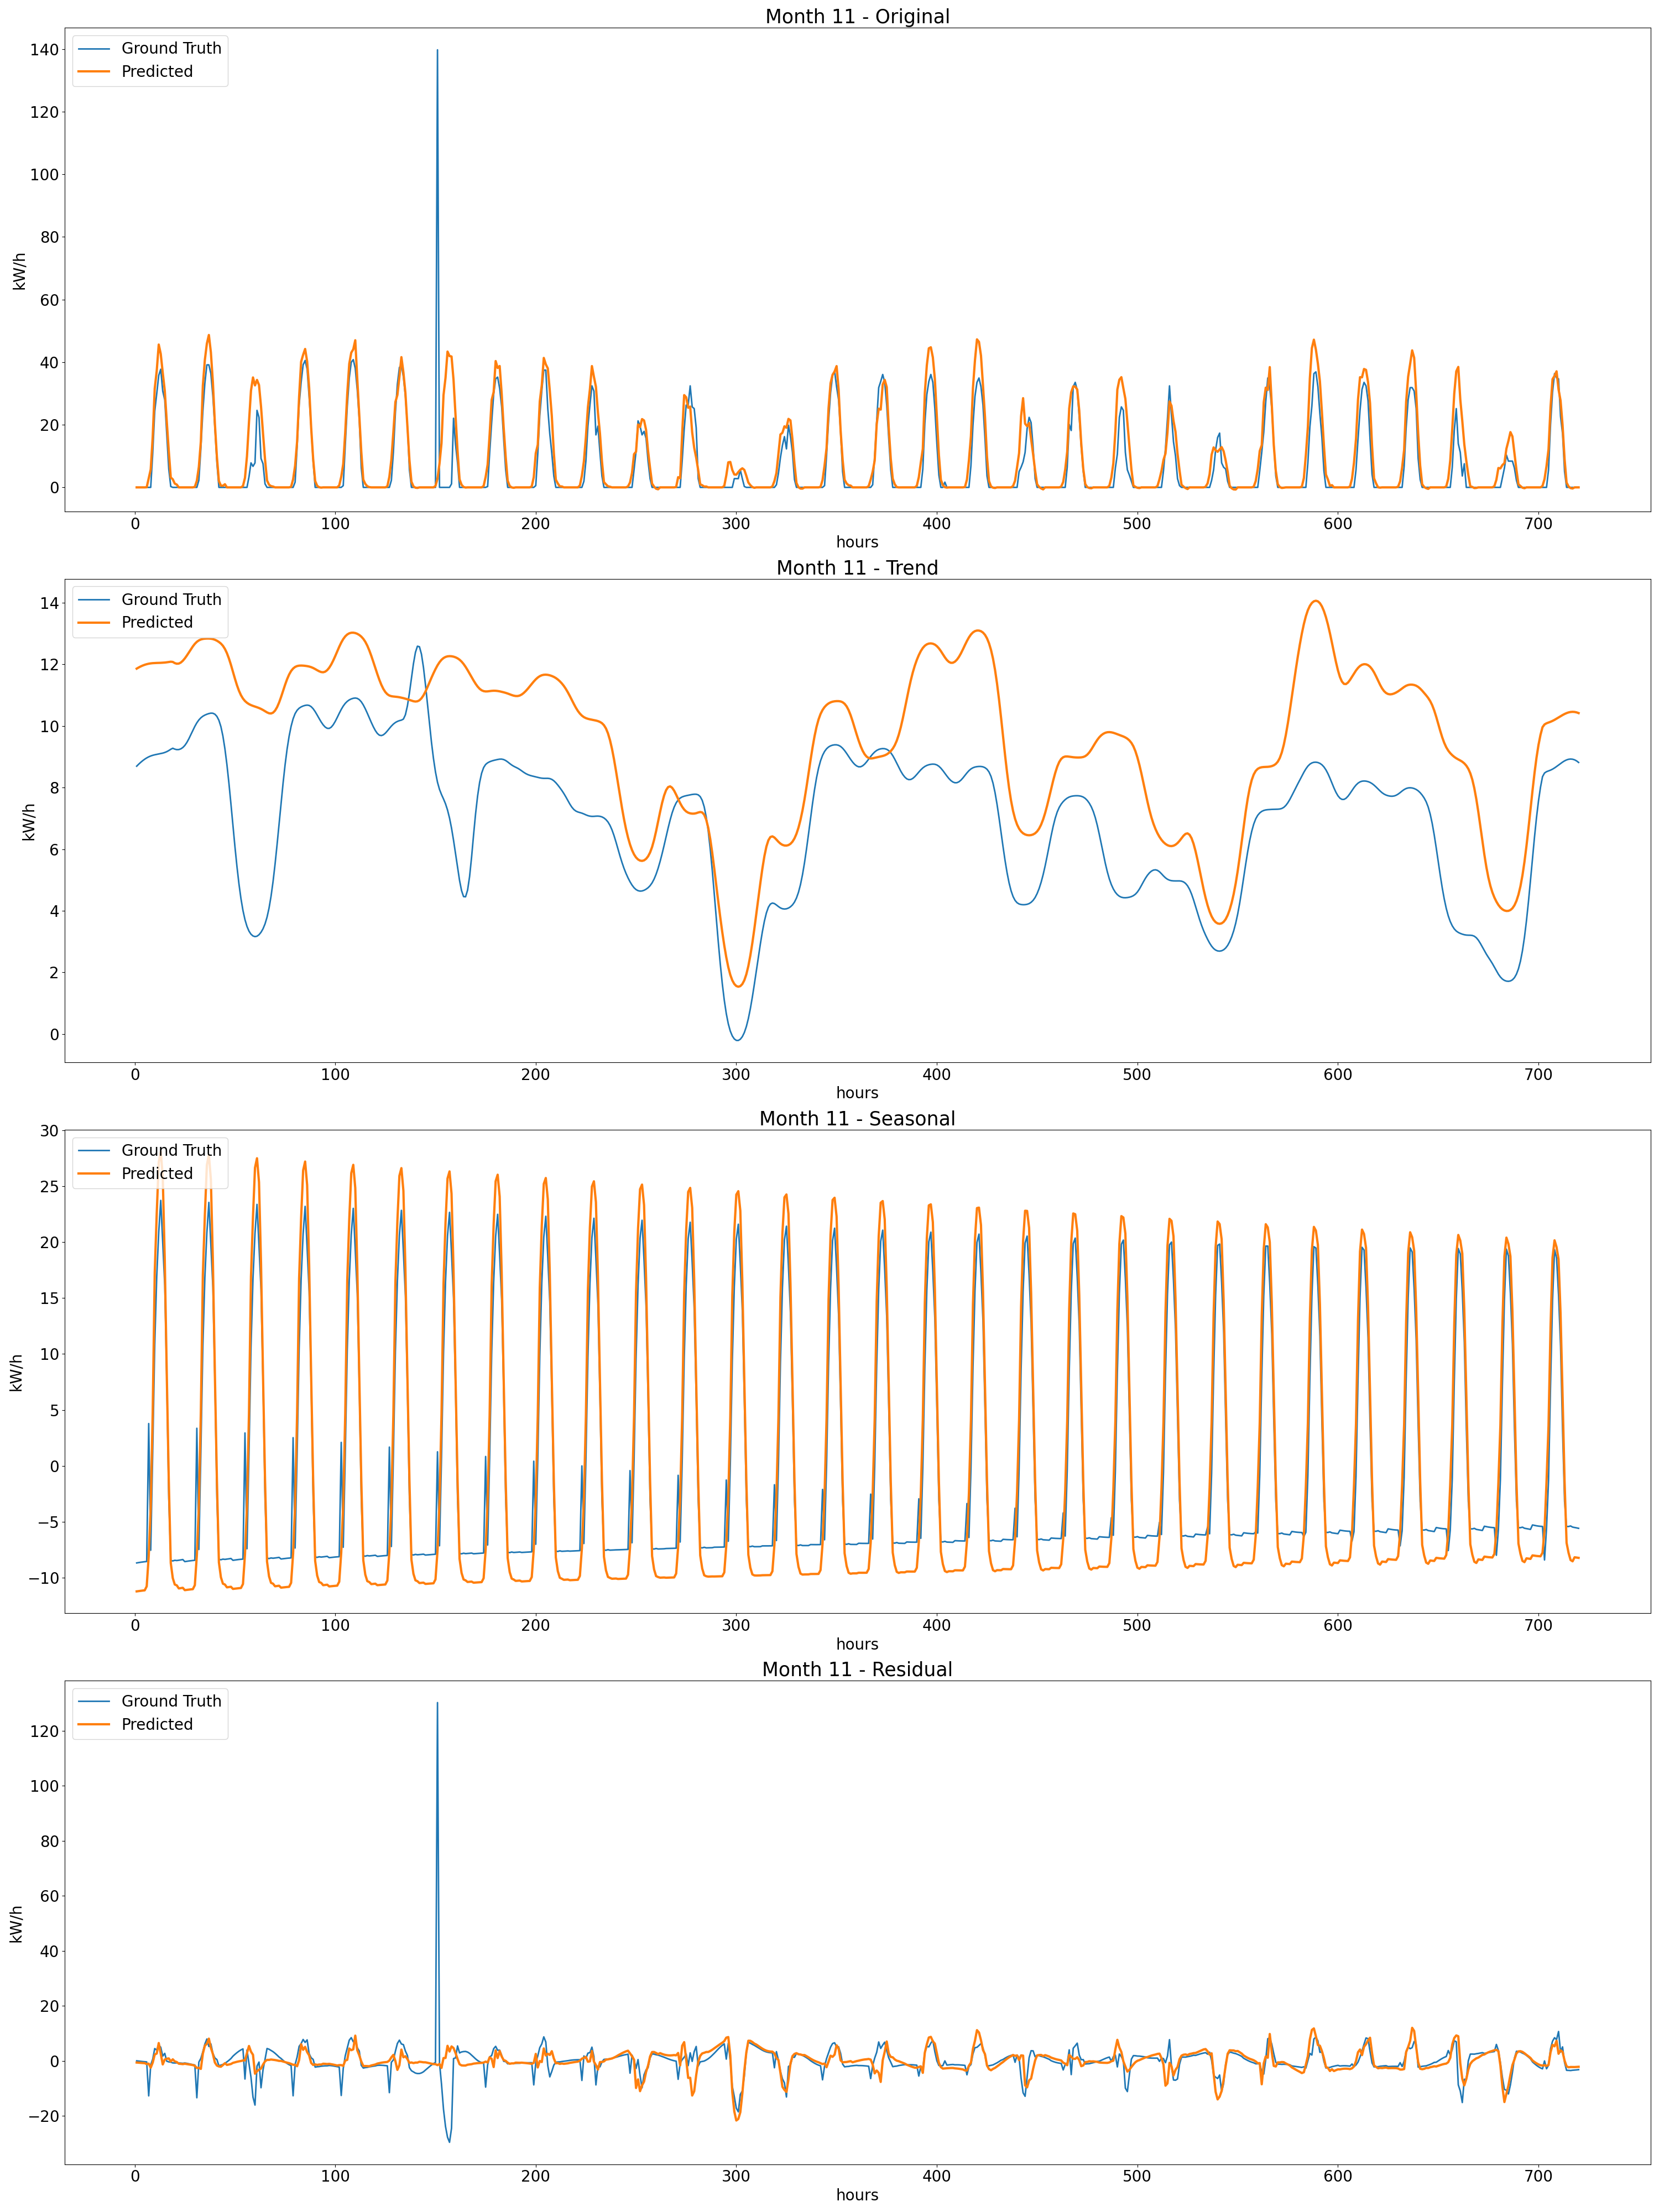 Month 11 - Original
Ground Truth
Predicted
140
120
100
80
60
40
20
0
kW/h
0 100 200 300 400 500 600 700
hours
Month 11 - Trend
Ground Truth
Predicted
14
12
10
8
6
4
2
0
kW/h
0 100 200 300 400 500 600 700
hours
Month 11 - Seasonal
Ground Truth
Predicted
30
25
20
15
10
5
0
−5
−10
kW/h
0 100 200 300 400 500 600 700
hours
Month 11 - Residual
Ground Truth
Predicted
120
100
80
60
40
20
0
−20
kW/h
0 100 200 300 400 500 600 700
hours